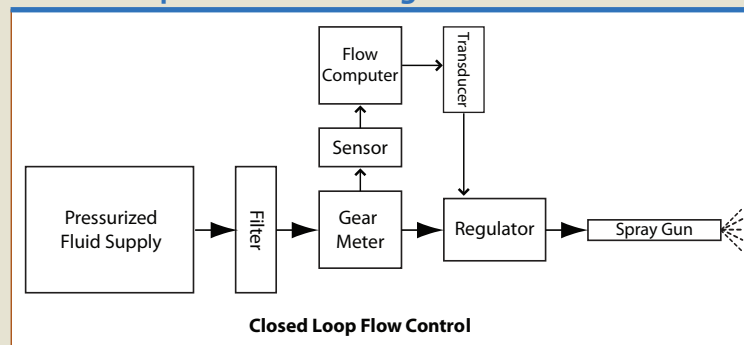 Flow
Computer
Transducer
Sensor
Pressurized
Fluid Supply
Filter
Gear
Meter
Regulator
Spray Gun
Closed Loop Flow Control